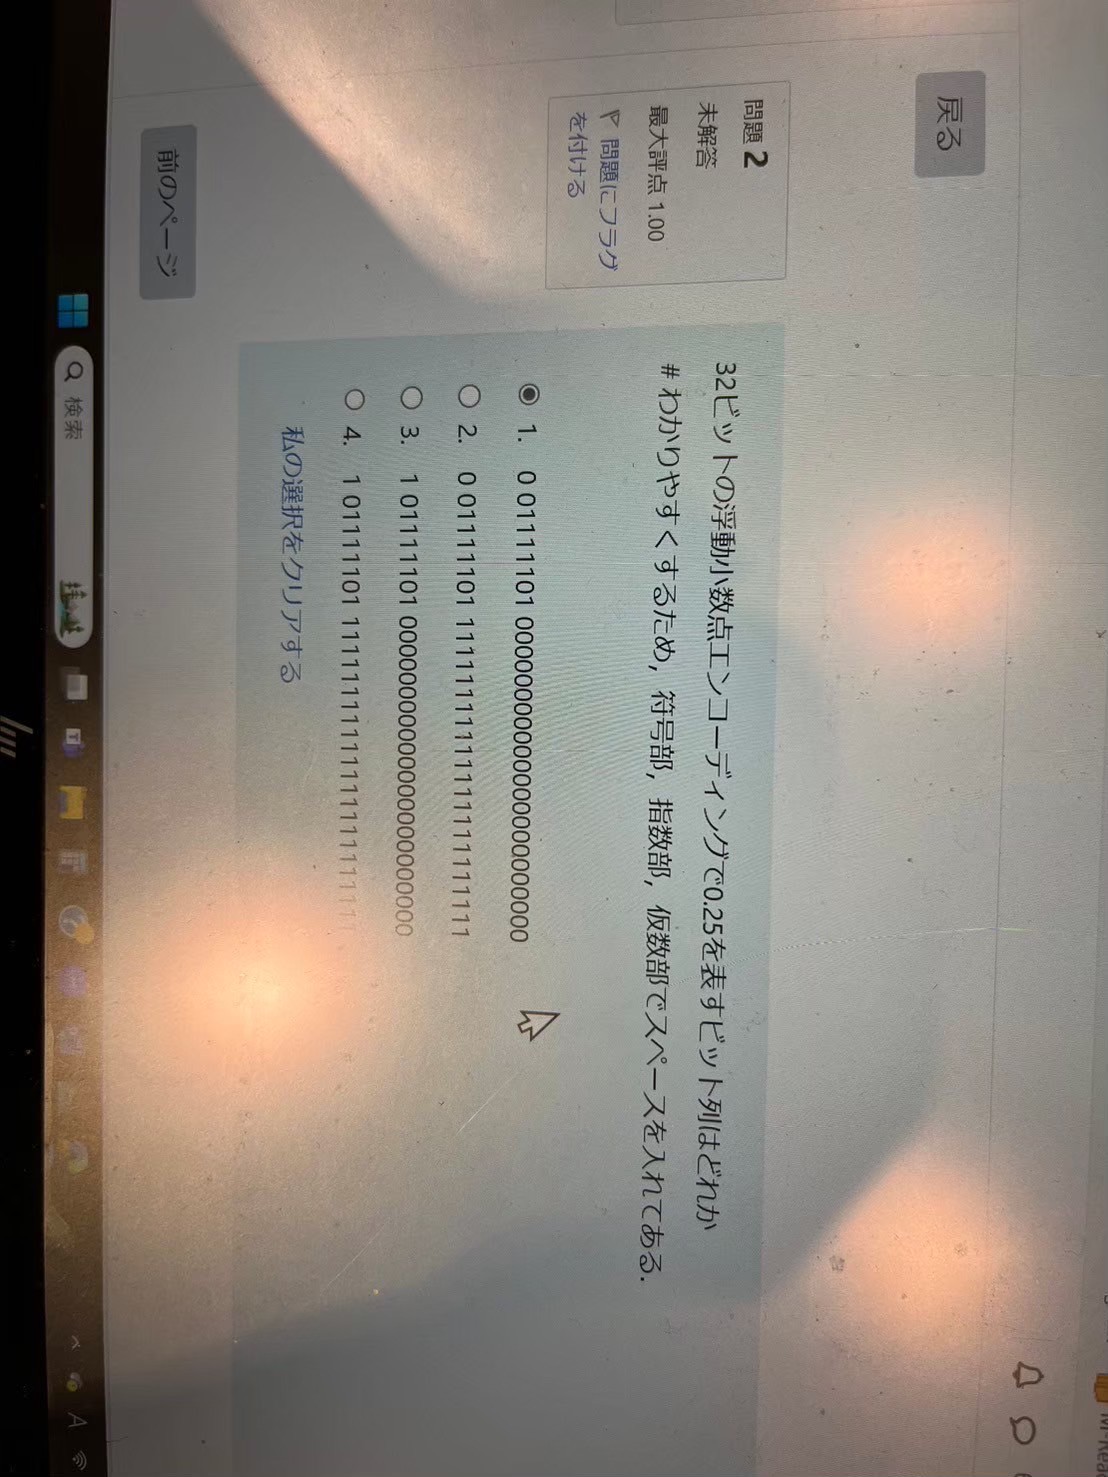 戻る
問題 2
未解答
最大評点 1.00
問題にフラグ
を付ける
32ビットの浮動小数点エンコーディングで0.25を表すビット列はどれか
# わかりやすくするため，符号部，指数部，仮数部でスペースを入れてある．
1. 0 01111101 00000000000000000000000
2. 0 01111101 11111111111111111111111
3. 1 01111101 00000000000000000000000
4. 1 01111101 11111111111111111111111
私の選択をクリアする
前のページ
検索
A